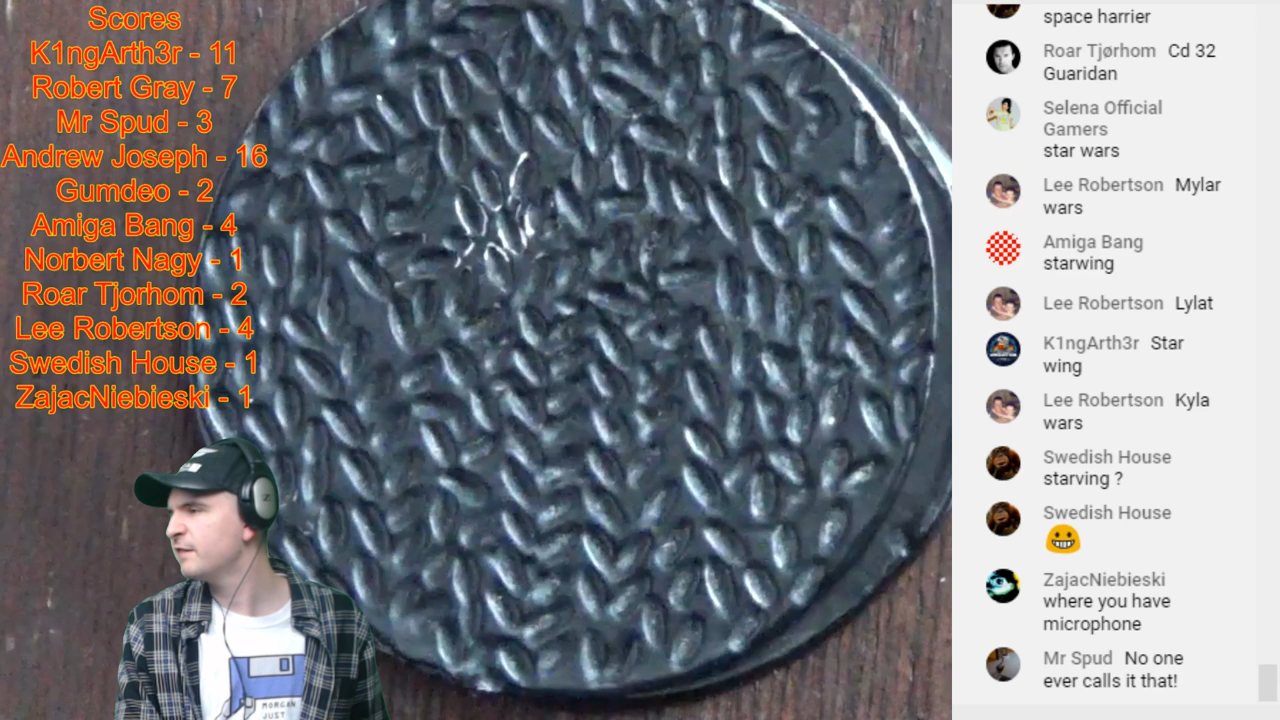 Scores
K1ngArth3r - 11
Robert Gray - 7
Mr Spud - 3
Andrew Joseph - 16
Gumdeo - 2
Amiga Bang - 4
Norbert Nagy - 1
Roar Tjorhom - 2
Lee Robertson - 4
Swedish House - 1
ZajacNiebieski - 1
MORGAN
JUST
space harrier
Roar Tjørhom Cd 32
Guaridan
Selena Official
Gamers
star wars
Lee Robertson Mylar
wars
Amiga Bang
starwing
Lee Robertson Lylat
K1ngArth3r Star
wing
Lee Robertson Kyla
wars
Swedish House
starving ?
Swedish House
😀
ZajacNiebieski
where you have
microphone
Mr Spud No one
ever calls it that!